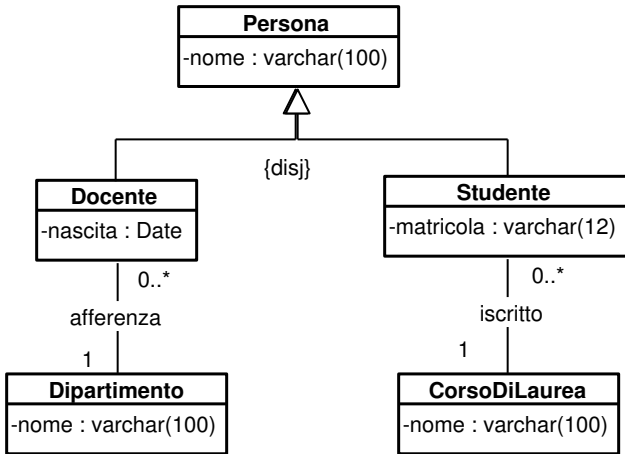 Persona
-nome : varchar(100)
{disj}
Docente
-nascita : Date
Studente
-matricola : varchar(12)
0..*
afferenza
1
0..*
iscritto
1
Dipartimento
-nome : varchar(100)
CorsoDiLaurea
-nome : varchar(100)